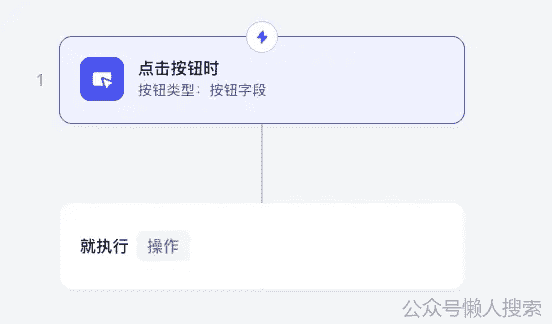 1
点击按钮时
按钮类型：按钮字段
就执行 操作
公众号懒人搜索